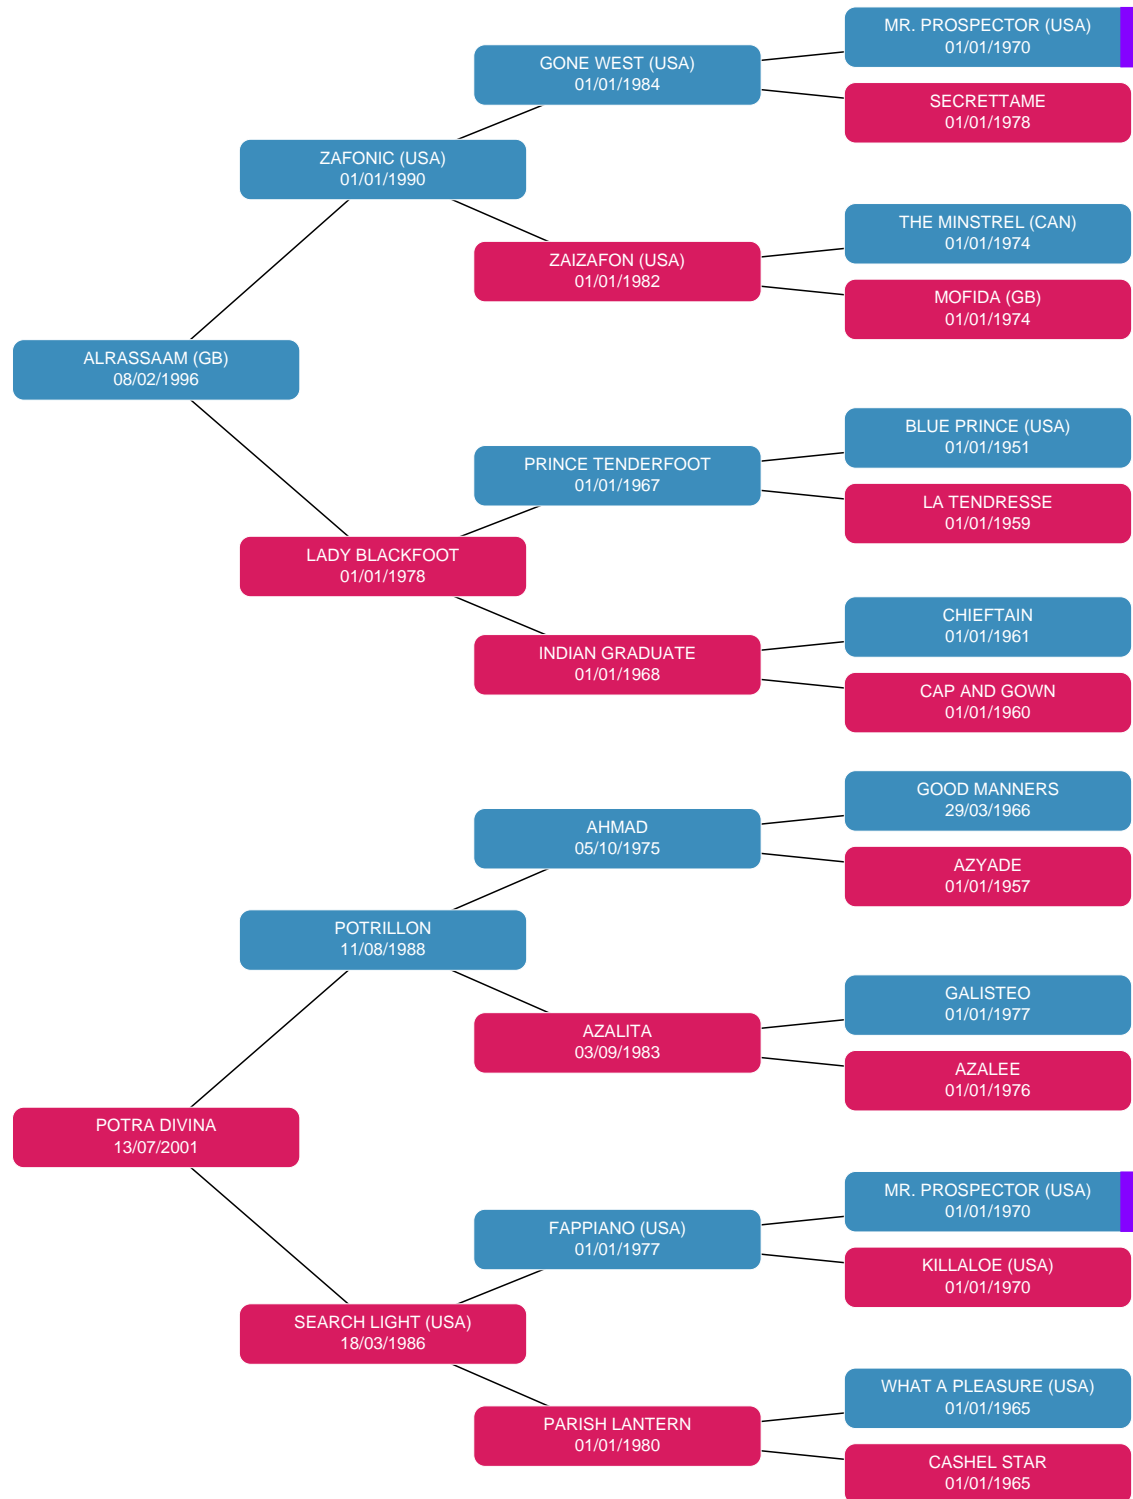 MR. PROSPECTOR (USA)
01/01/1970
GONE WEST (USA)
01/01/1984
SECRETTAME
01/01/1978
ZAFONIC (USA)
01/01/1990
THE MINSTREL (CAN)
01/01/1974
ZAIZAFON (USA)
01/01/1982
MOFIDA (GB)
01/01/1974
ALRASSAAM (GB)
08/02/1996
BLUE PRINCE (USA)
01/01/1951
PRINCE TENDERFOOT
01/01/1967
LA TENDRESSE
01/01/1959
LADY BLACKFOOT
01/01/1978
CHIEFTAIN
01/01/1961
INDIAN GRADUATE
01/01/1968
CAP AND GOWN
01/01/1960
GOOD MANNERS
29/03/1966
AHMAD
05/10/1975
AZYADE
01/01/1957
POTRILLON
11/08/1988
GALISTEO
01/01/1977
AZALITA
03/09/1983
AZALEE
01/01/1976
POTRA DIVINA
13/07/2001
MR. PROSPECTOR (USA)
01/01/1970
FAPPIANO (USA)
01/01/1977
KILLALOE (USA)
01/01/1970
SEARCH LIGHT (USA)
18/03/1986
WHAT A PLEASURE (USA)
01/01/1965
PARISH LANTERN
01/01/1980
CASHEL STAR
01/01/1965